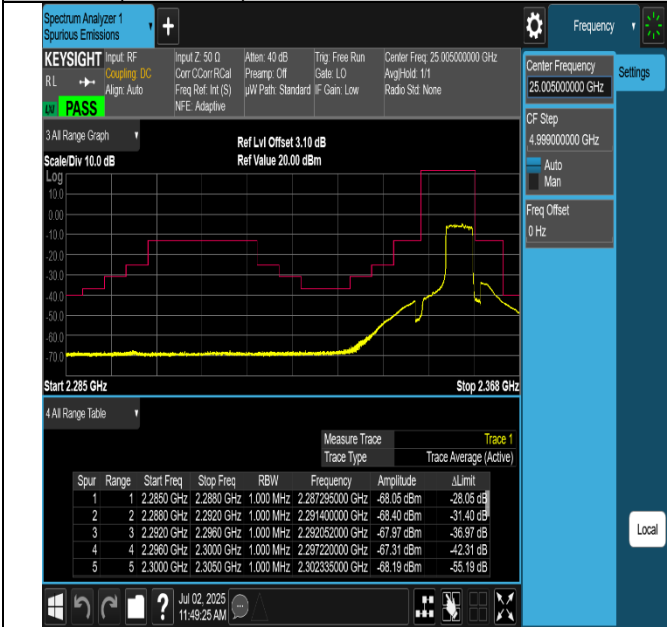 Spectrum Analyzer 1
Spurious Emissions
Frequency
KEYSIGHT
RL
PASS
Input: RF
Coupling: DC
Align: Auto
Input Z: 50 Ω
Corr CCorr RCal
Freq Ref: Int (S)
NFE: Adaptive
Atten: 40 dB
Preamp: Off
µW Path: Standard
Trig: Free Run
Gate: LO
IF Gain: Low
Center Freq: 25.005000000 GHz
Avg|Hold: 1/1
Radio Std: None
Center Frequency
25.005000000 GHz
Settings
CF Step
4.999000000 GHz
Auto
Man
Freq Offset
0 Hz
3 All Range Graph
Scale/Div 10.0 dB
Ref Lvl Offset 3.10 dB
Ref Value 20.00 dBm
Log
10.0
0.00
-10.0
-20.0
-30.0
-40.0
-50.0
-60.0
-70.0
Start 2.285 GHz
Stop 2.368 GHz
4 All Range Table
Measure Trace Trace 1
Trace Type Trace Average (Active)
Spur Range Start Freq Stop Freq RBW Frequency Amplitude ΔLimit
1 1 2.2850 GHz 2.2880 GHz 1.000 MHz 2.287295000 GHz -68.05 dBm -28.05 dB
2 2 2.2880 GHz 2.2920 GHz 1.000 MHz 2.291400000 GHz -68.40 dBm -31.40 dB
3 3 2.2920 GHz 2.2960 GHz 1.000 MHz 2.292052000 GHz -67.97 dBm -36.97 dB
4 4 2.2960 GHz 2.3000 GHz 1.000 MHz 2.297220000 GHz -67.31 dBm -42.31 dB
5 5 2.3000 GHz 2.3050 GHz 1.000 MHz 2.302335000 GHz -68.19 dBm -55.19 dB
Local
Jul 02, 2025
11:49:25 AM